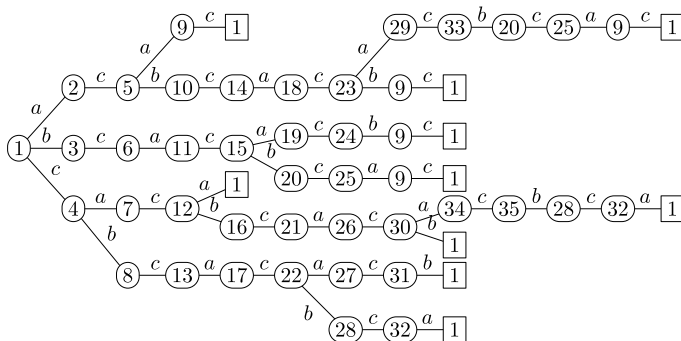 9 c 1 29 c 33 b 20 c 25 a 9 c 1
a a
2 c 5 b 10 c 14 a 18 c 23 b 9 c 1
a
1 b 3 c 6 a 11 c 15 a 19 c 24 b 9 c 1
b
c 20 c 25 a 9 c 1
a 1
4 a 7 c 12 b a 34 c 35 b 28 c 32 a 1
16 c 21 a 26 c 30 b
b 1
8 c 13 a 17 c 22 a 27 c 31 b 1
b
28 c 32 a 1